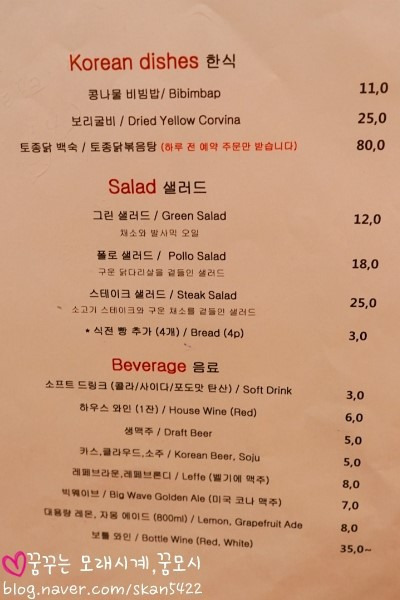 Korean dishes 한식
콩나물 비빔밥/ Bibimbap 11,0
보리굴비 / Dried Yellow Corvina 25,0
토종닭 백숙 / 토종닭볶음탕 (하루 전 예약 주문만 받습니다) 80,0
Salad 샐러드
그린 샐러드 / Green Salad 12,0
채소와 발사믹 오일
폴로 샐러드 / Pollo Salad 18,0
구운 닭다리살을 곁들인 샐러드
스테이크 샐러드 / Steak Salad 25,0
소고기 스테이크와 구운 채소를 곁들인 샐러드
* 식전 빵 추가 (4개) / Bread (4p) 3,0
Beverage 음료
소프트 드링크 (콜라/사이다/포도맛 탄산) / Soft Drink 3,0
하우스 와인 (1잔) / House Wine (Red) 6,0
생맥주 / Draft Beer 5,0
카스,클라우드,소주 / Korean Beer, Soju 5,0
레페브라운,레페브론디 / Leffe (벨기에 맥주) 8,0
빅웨이브 / Big Wave Golden Ale (미국 코나 맥주) 7,0
대용량 레몬, 자몽 에이드 (800ml) / Lemon, Grapefruit Ade 8,0
보틀 와인 / Bottle Wine (Red, White) 35,0~
꿈꾸는 모래시계,꿈모시
blog.naver.com/skan5422